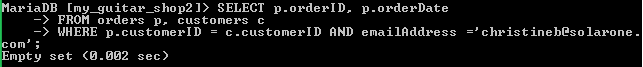 MariaDB [my_guitar_shop2]> SELECT p.orderID, p.orderDate
    -> FROM orders p, customers c
    -> WHERE p.customerID = c.customerID AND emailAddress ='christineb@solarone.
com';
Empty set (0.002 sec)